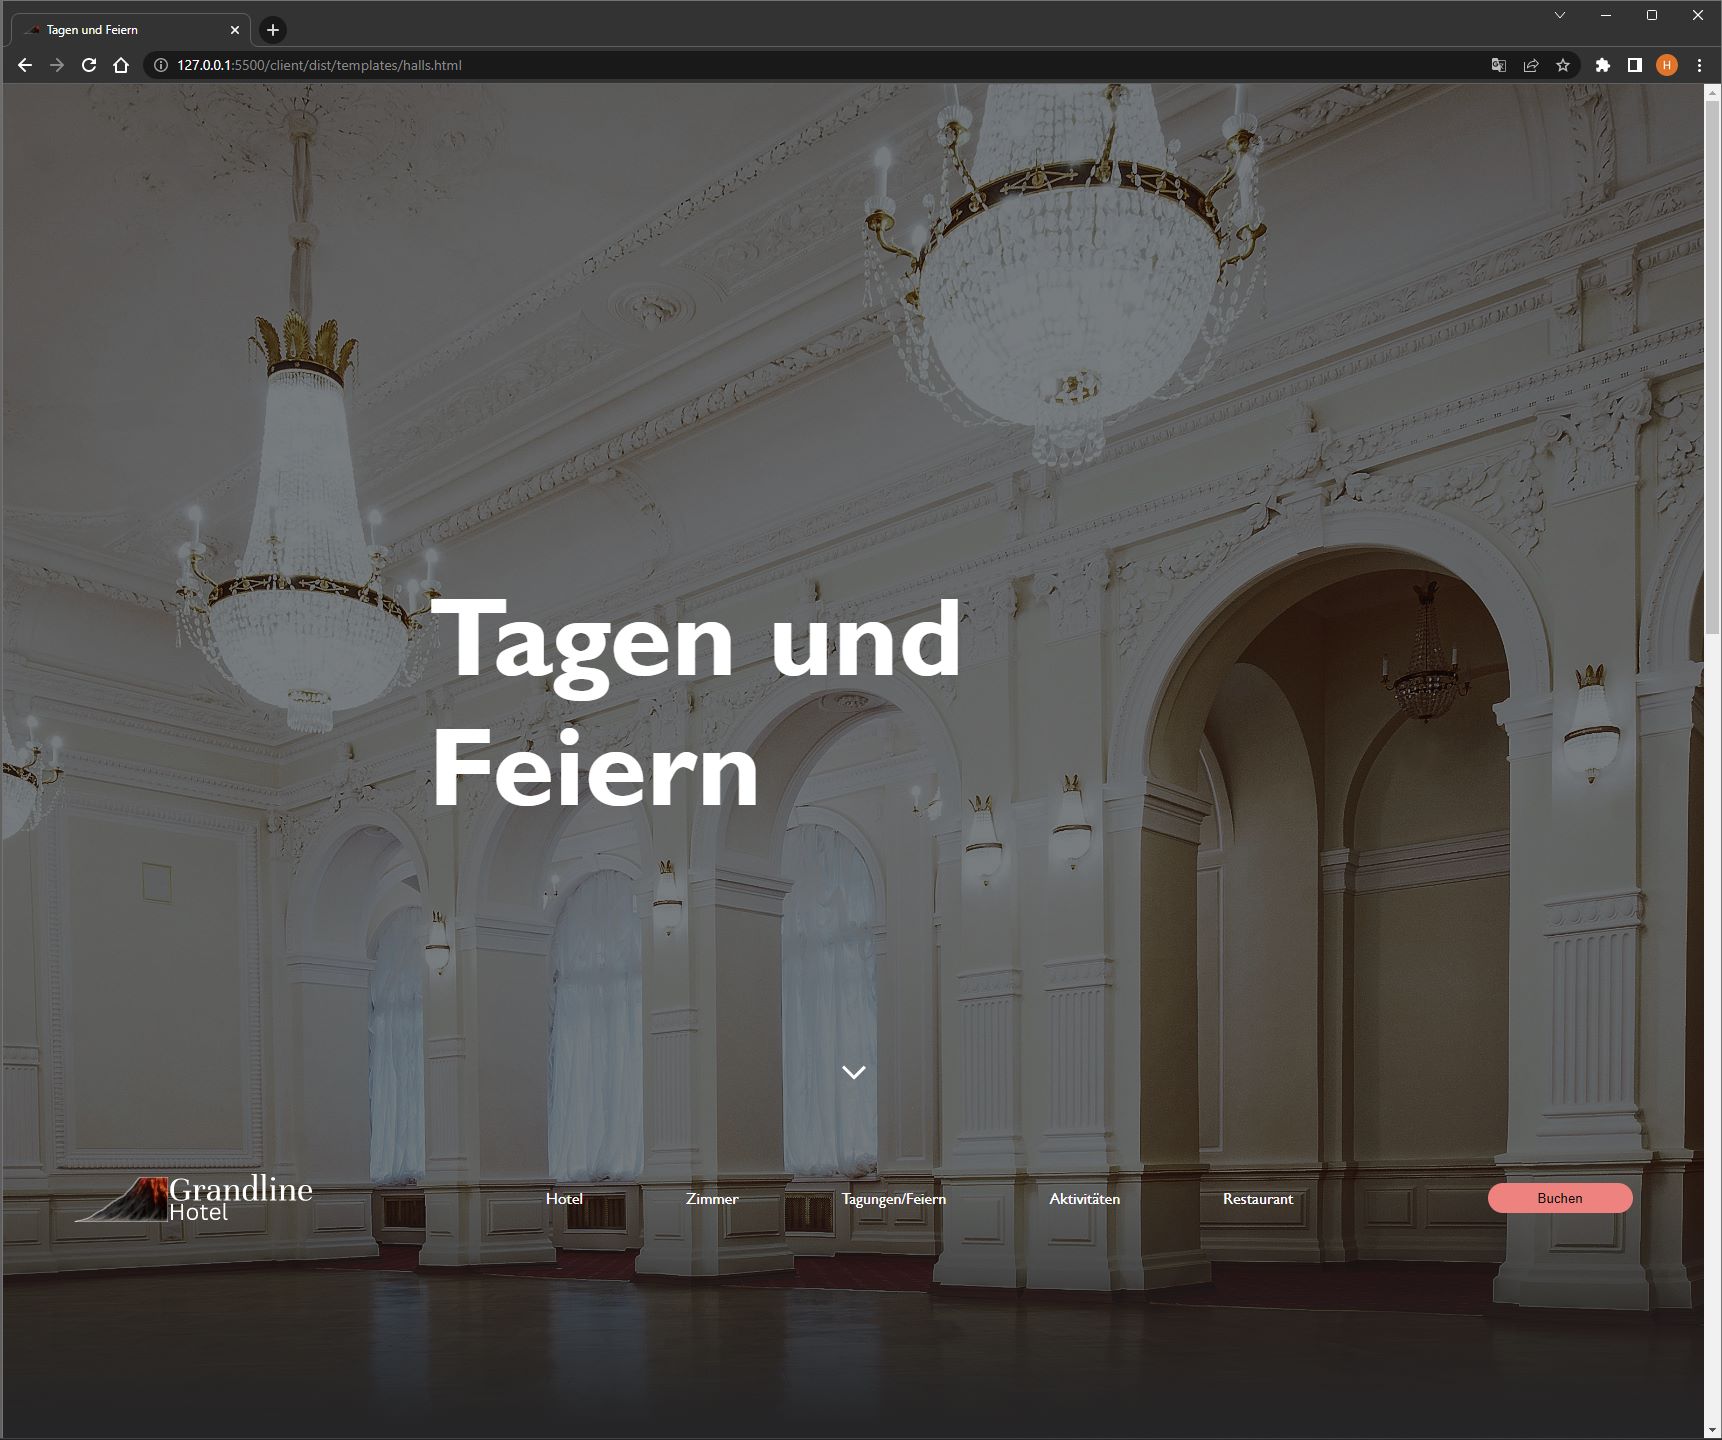 Tagen und Feiern
127.0.0.1:5500/client/dist/templates/halls.html
H
Tagen und
Feiern
Grandline
Hotel
Hotel
Zimmer
Tagungen/Feiern
Aktivitäten
Restaurant
Buchen